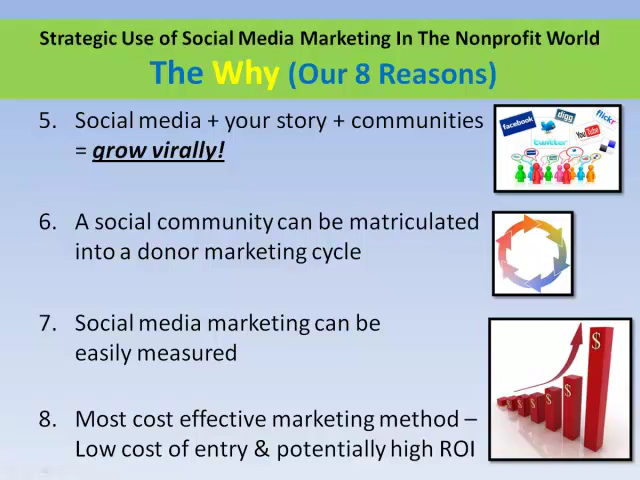 Strategic Use of Social Media Marketing In The Nonprofit World
The Why (Our 8 Reasons)
5. Social media + your story + communities
= grow virally!
facebook
digg
flickr
You Tube
twitter
6. A social community can be matriculated
into a donor marketing cycle
7. Social media marketing can be
easily measured
$
$
8. Most cost effective marketing method –
Low cost of entry & potentially high ROI